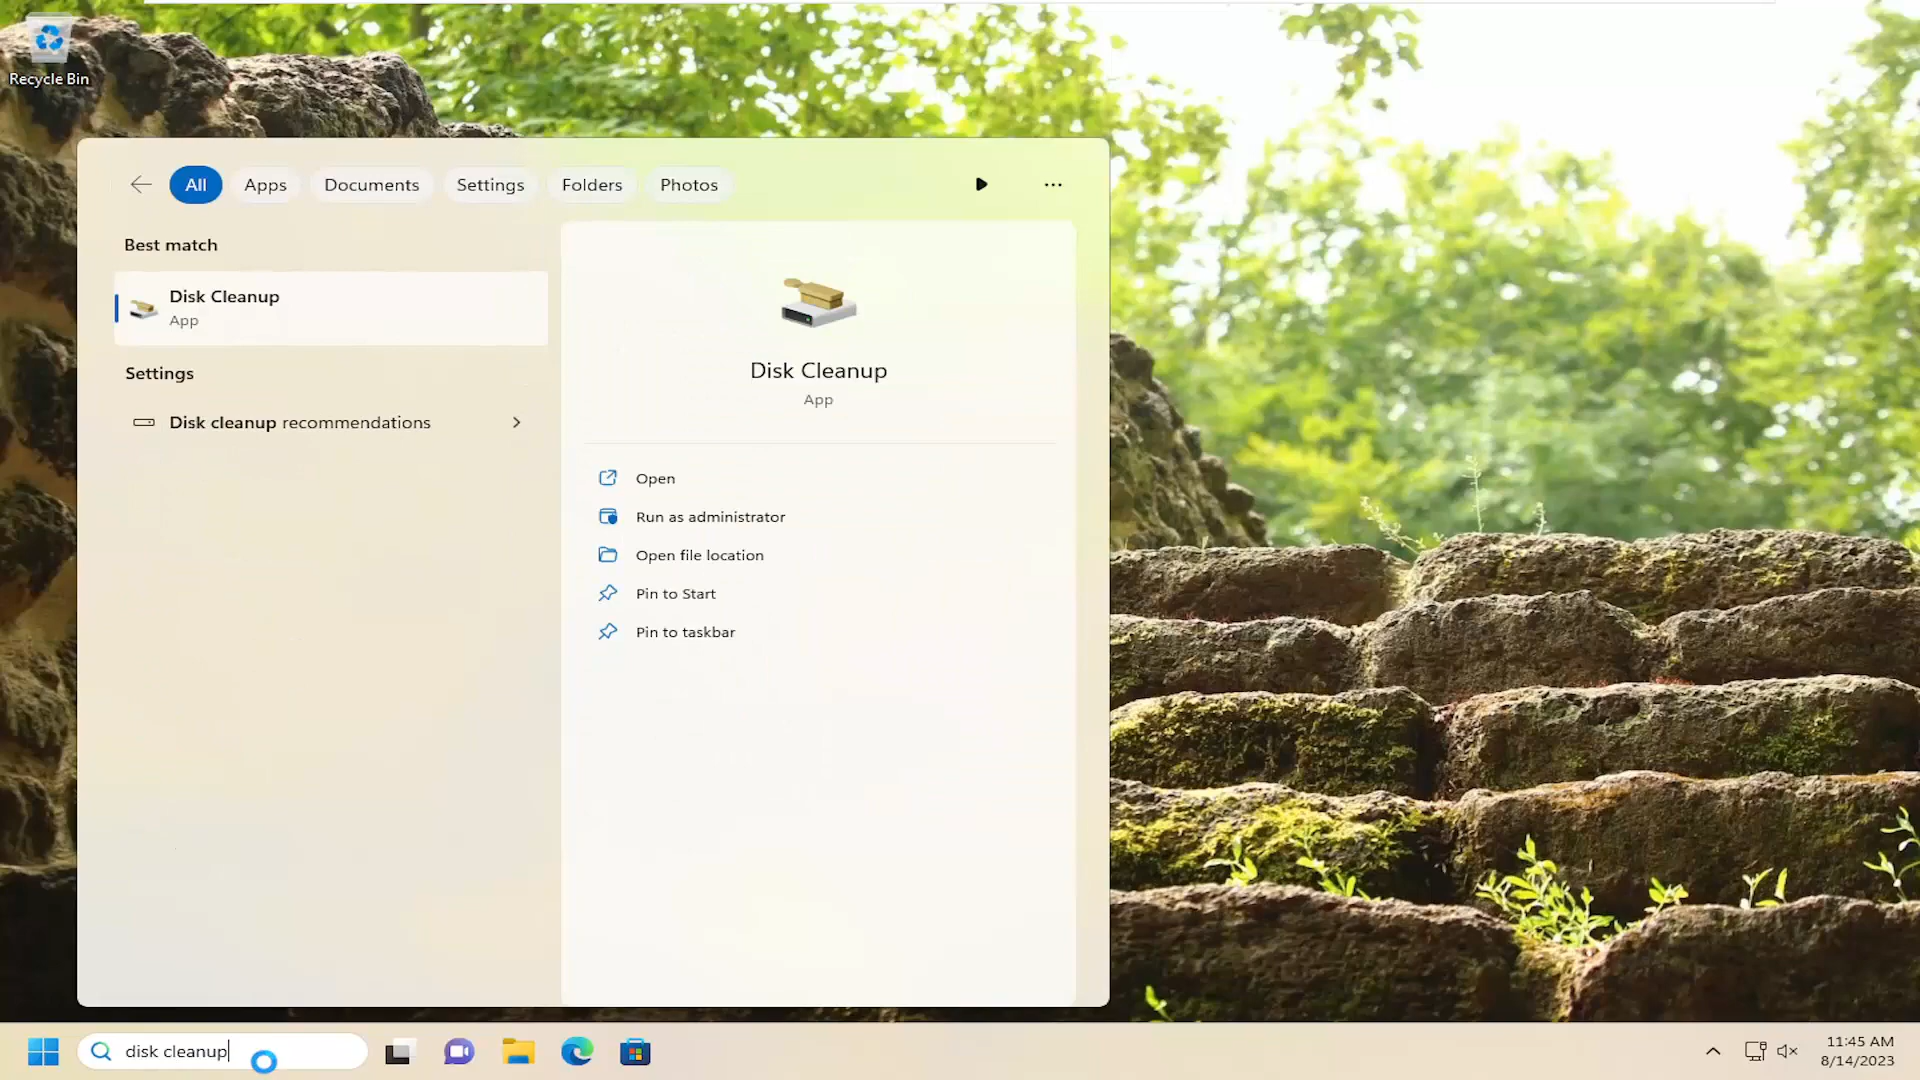 Recycle Bin
All
Apps
Documents
Settings
Folders
Photos
Best match
Disk Cleanup
App
Settings
Disk cleanup recommendations
Disk Cleanup
App
Open
Run as administrator
Open file location
Pin to Start
Pin to taskbar
disk cleanup
11:45 AM
8/14/2023